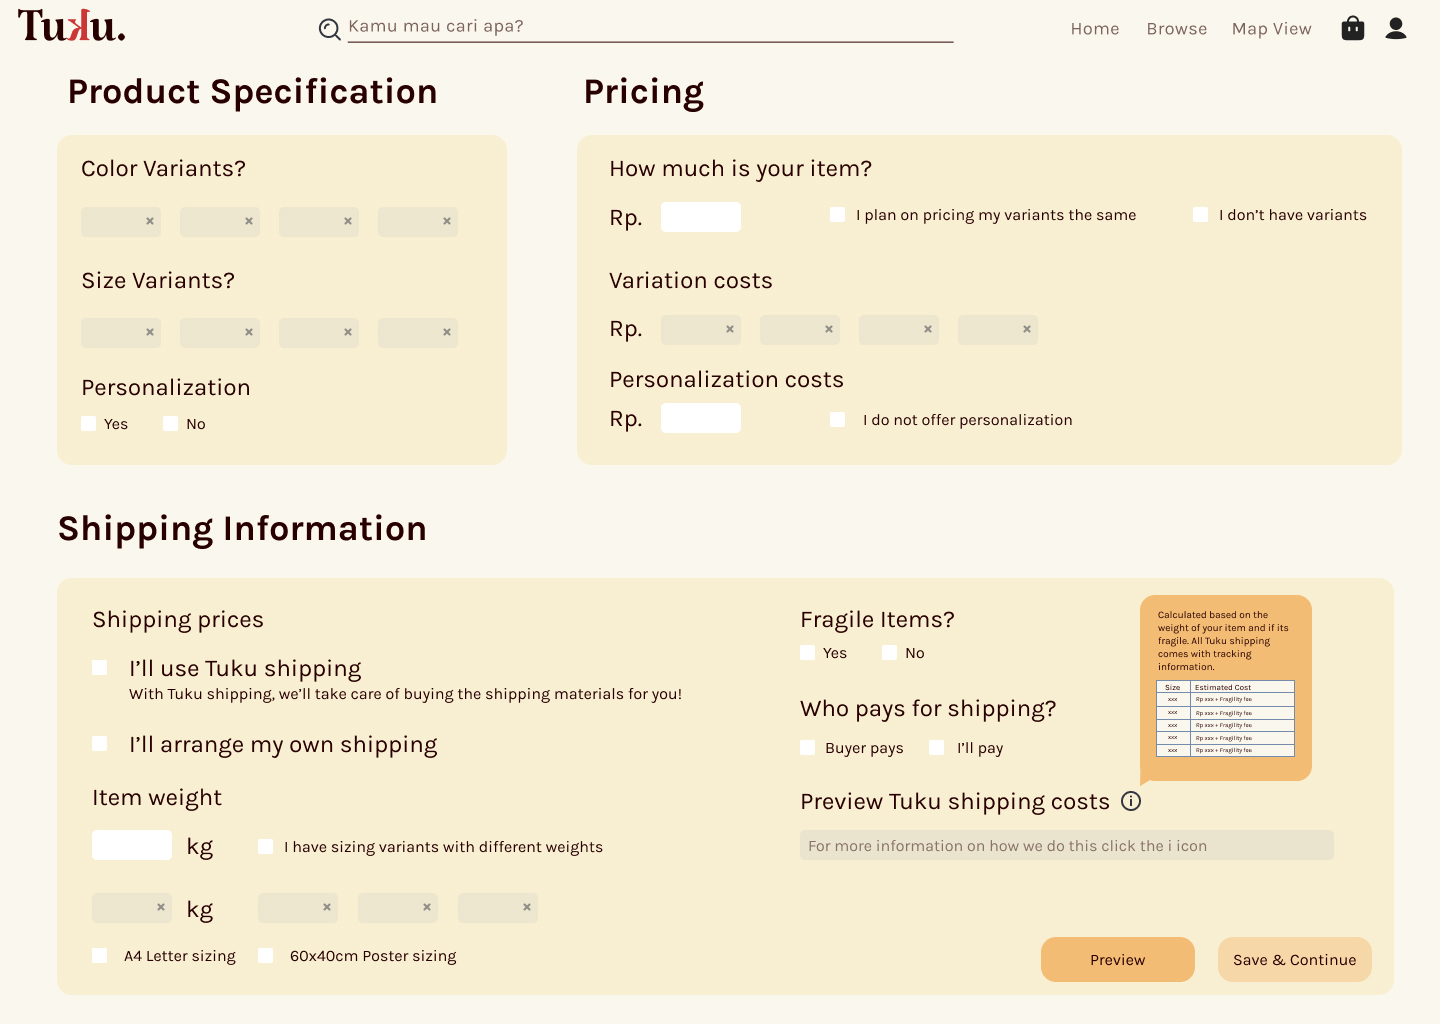 Tuku.
Kamu mau cari apa?
Home
Browse
Map View
Product Specification
Color Variants?
× × × ×
Size Variants?
× × × ×
Personalization
Yes No
Pricing
How much is your item?
Rp.
I plan on pricing my variants the same
I don't have variants
Variation costs
Rp. × × × ×
Personalization costs
Rp.
I do not offer personalization
Shipping Information
Shipping prices
I'll use Tuku shipping
With Tuku shipping, we'll take care of buying the shipping materials for you!
I'll arrange my own shipping
Item weight
kg
I have sizing variants with different weights
× kg × × ×
A4 Letter sizing
60x40cm Poster sizing
Fragile Items?
Yes No
Who pays for shipping?
Buyer pays I'll pay
Calculated based on the
weight of your item and if its
fragile. All Tuku shipping
comes with tracking
information.
Size Estimated Cost
xxx Rp xxx + Fragility fee
xxx Rp xxx + Fragility fee
xxx Rp xxx + Fragility fee
xxx Rp xxx + Fragility fee
xxx Rp xxx + Fragility fee
Preview Tuku shipping costs i
For more information on how we do this click the i icon
Preview
Save & Continue